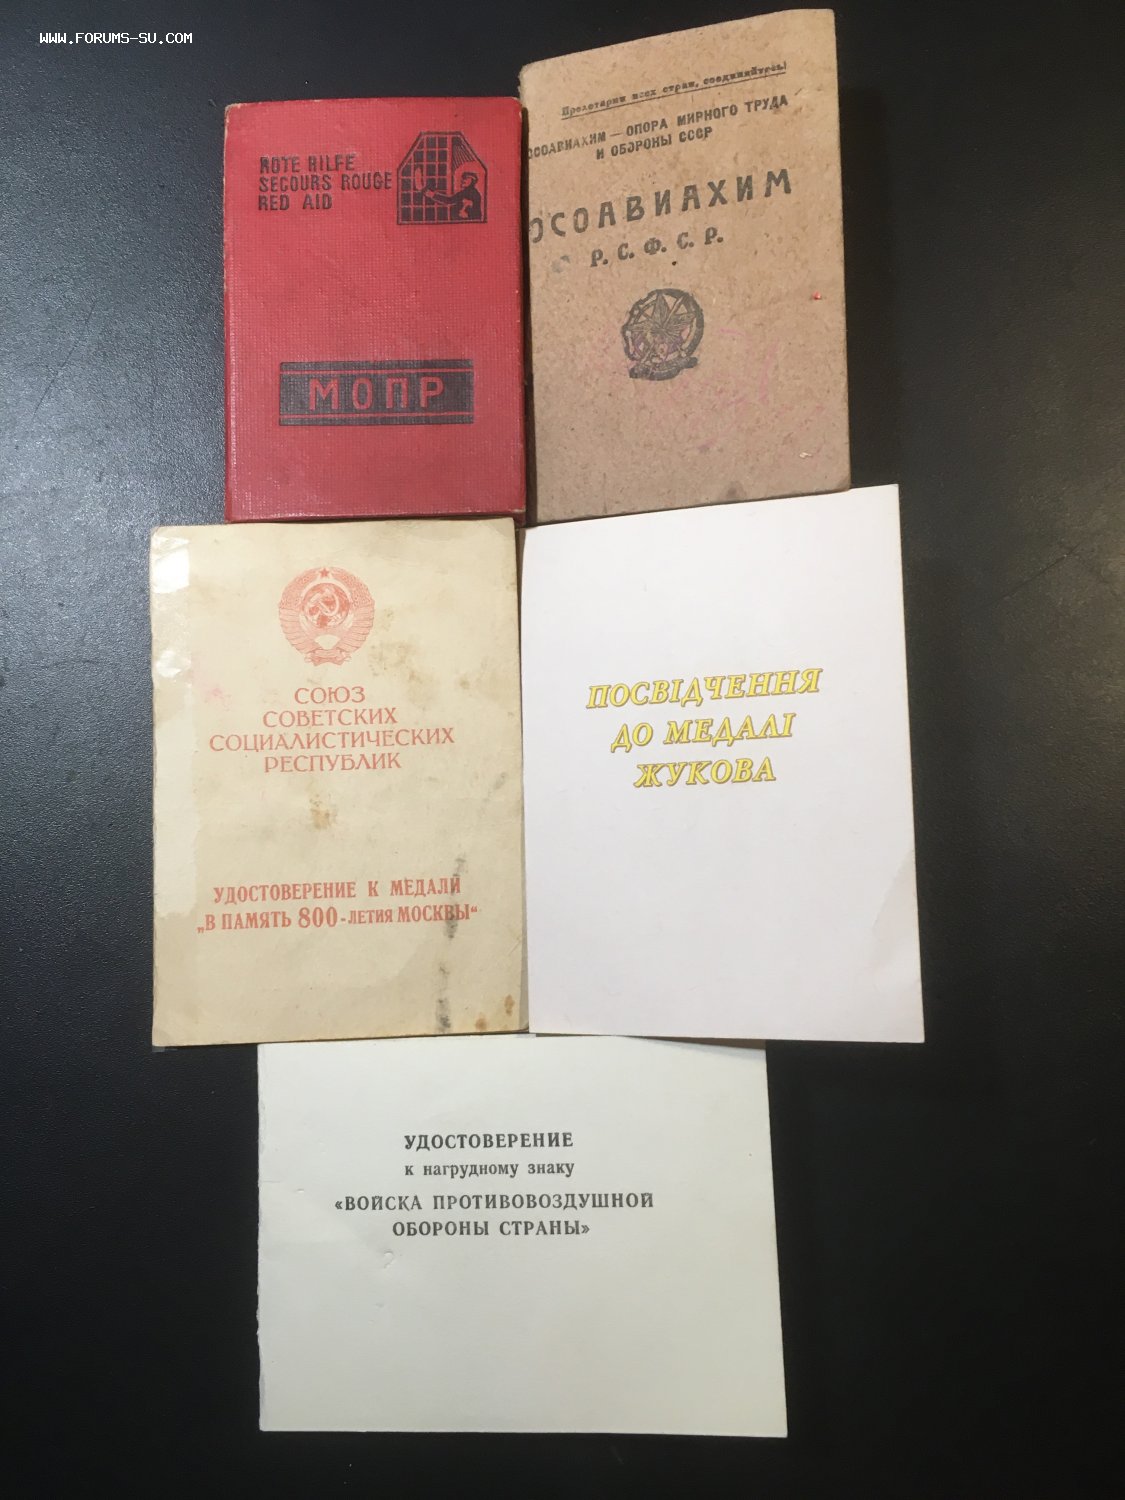 WWW.FORUMS-SU.COM
ROTE HILFE
SECOURS ROUGE
RED AID
МОПР
Пролетарии всех стран, соединяйтесь!
ОСОАВИАХИМ — ОПОРА МИРНОГО ТРУДА
И ОБОРОНЫ СССР
ОСОАВИАХИМ
Р. С. Ф. С. Р.
СОЮЗ
СОВЕТСКИХ
СОЦИАЛИСТИЧЕСКИХ
РЕСПУБЛИК
УДОСТОВЕРЕНИЕ К МЕДАЛИ
„В ПАМЯТЬ 800-ЛЕТИЯ МОСКВЫ“
ПОСВІДЧЕННЯ
ДО МЕДАЛІ
ЖУКОВА
УДОСТОВЕРЕНИЕ
к нагрудному знаку
«ВОЙСКА ПРОТИВОВОЗДУШНОЙ
ОБОРОНЫ СТРАНЫ»